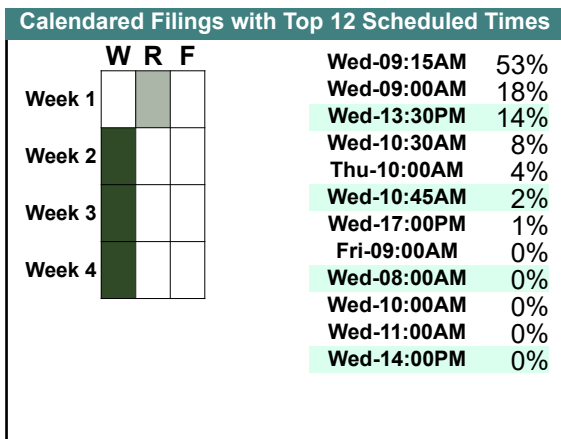 Calendared Filings with Top 12 Scheduled Times
W R F
Week 1
Week 2
Week 3
Week 4
Wed-09:15AM 53%
Wed-09:00AM 18%
Wed-13:30PM 14%
Wed-10:30AM 8%
Thu-10:00AM 4%
Wed-10:45AM 2%
Wed-17:00PM 1%
Fri-09:00AM 0%
Wed-08:00AM 0%
Wed-10:00AM 0%
Wed-11:00AM 0%
Wed-14:00PM 0%